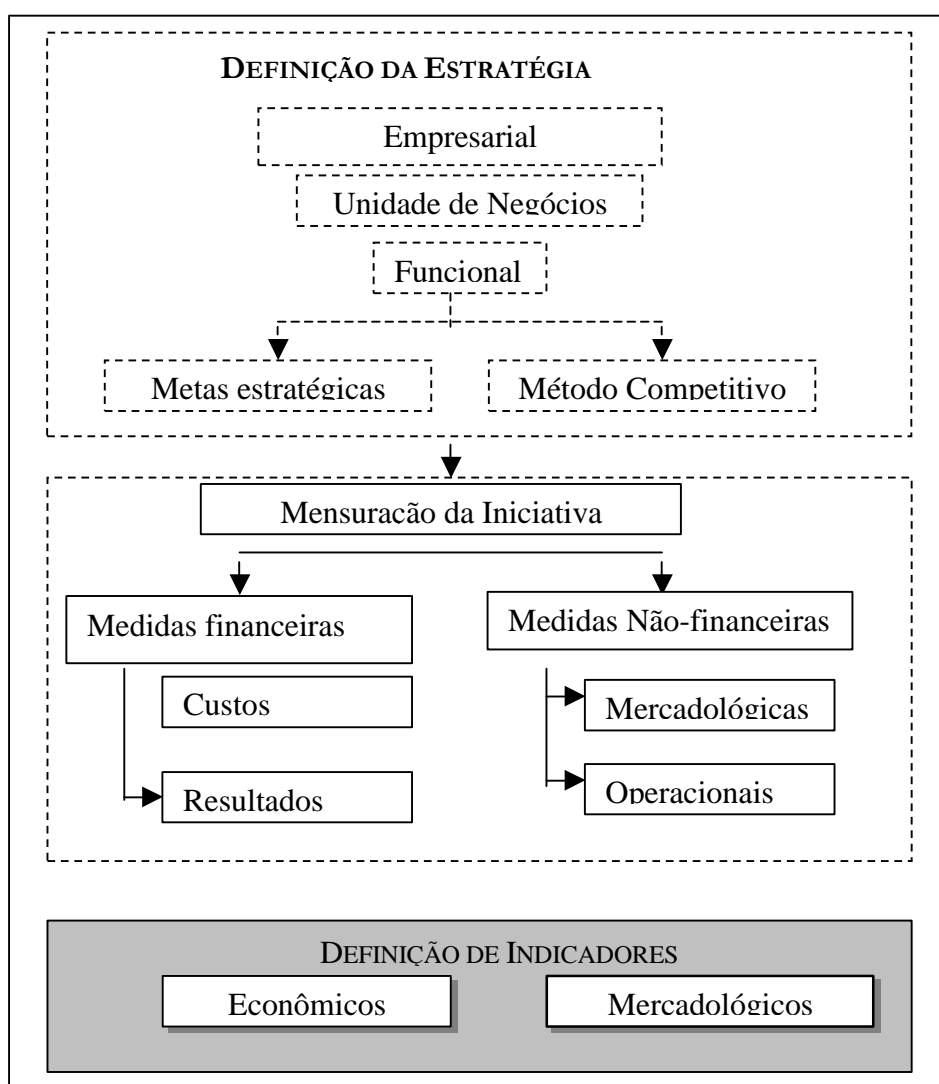 DEFINIÇÃO DA ESTRATÉGIA
Empresarial
Unidade de Negócios
Funcional
Metas estratégicas
Método Competitivo
Mensuração da Iniciativa
Medidas financeiras
Medidas Não-financeiras
Custos
Mercadológicas
Resultados
Operacionais
DEFINIÇÃO DE INDICADORES
Econômicos
Mercadológicos